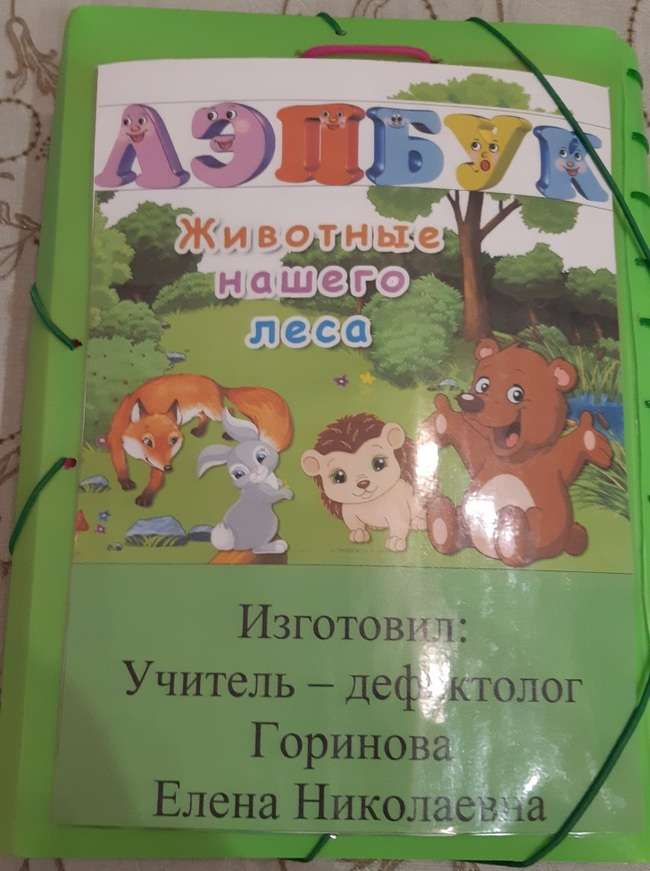 ЛЭПБУК
Животные
нашего
леса
Изготовил:
Учитель – дефектолог
Горинова
Елена Николаевна